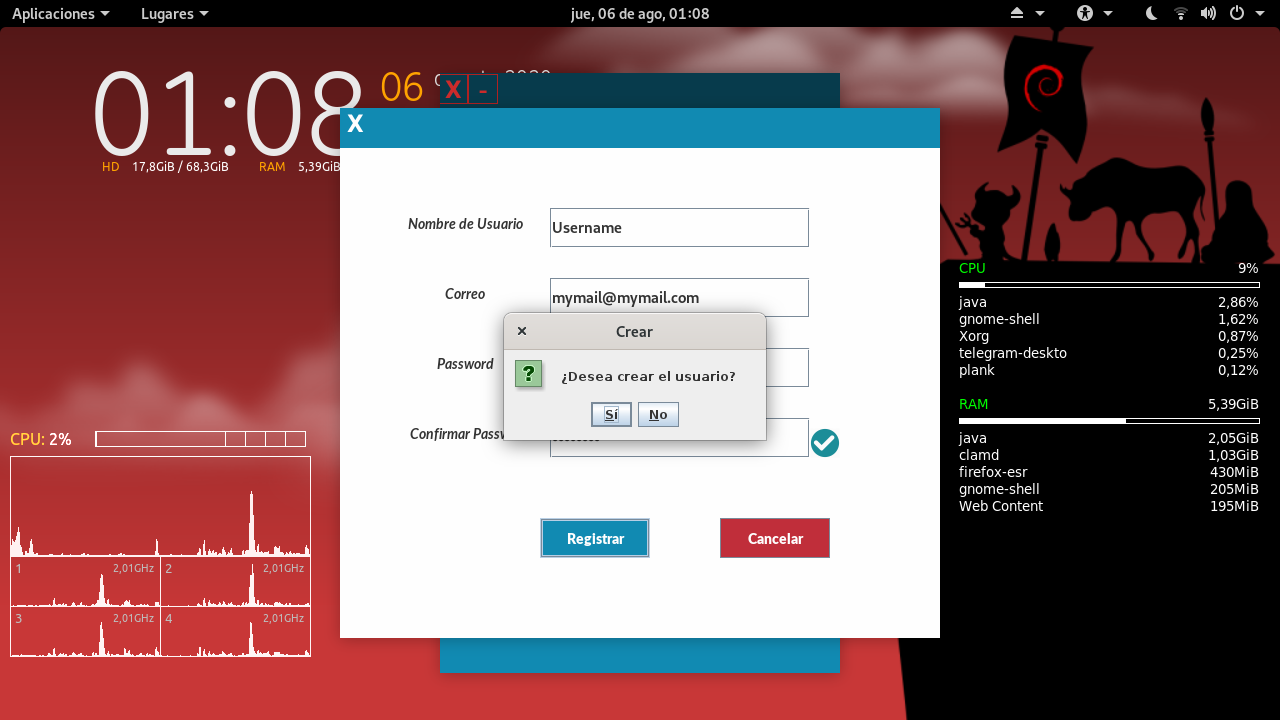 Aplicaciones Lugares jue, 06 de ago, 01:08
01:08 06
HD 17,8GiB / 68,3GiB RAM 5,39GiB
X -
X
Nombre de Usuario Username
Correo mymail@mymail.com
Password
Confirmar
Crear
¿Desea crear el usuario?
Sí No
Registrar Cancelar
CPU: 2%
1 2,01GHz 2 2,01GHz
3 2,01GHz 4 2,01GHz
CPU 9%
java 2,86%
gnome-shell 1,62%
Xorg 0,87%
telegram-deskto 0,25%
plank 0,12%
RAM 5,39GiB
java 2,05GiB
clamd 1,03GiB
firefox-esr 430MiB
gnome-shell 205MiB
Web Content 195MiB